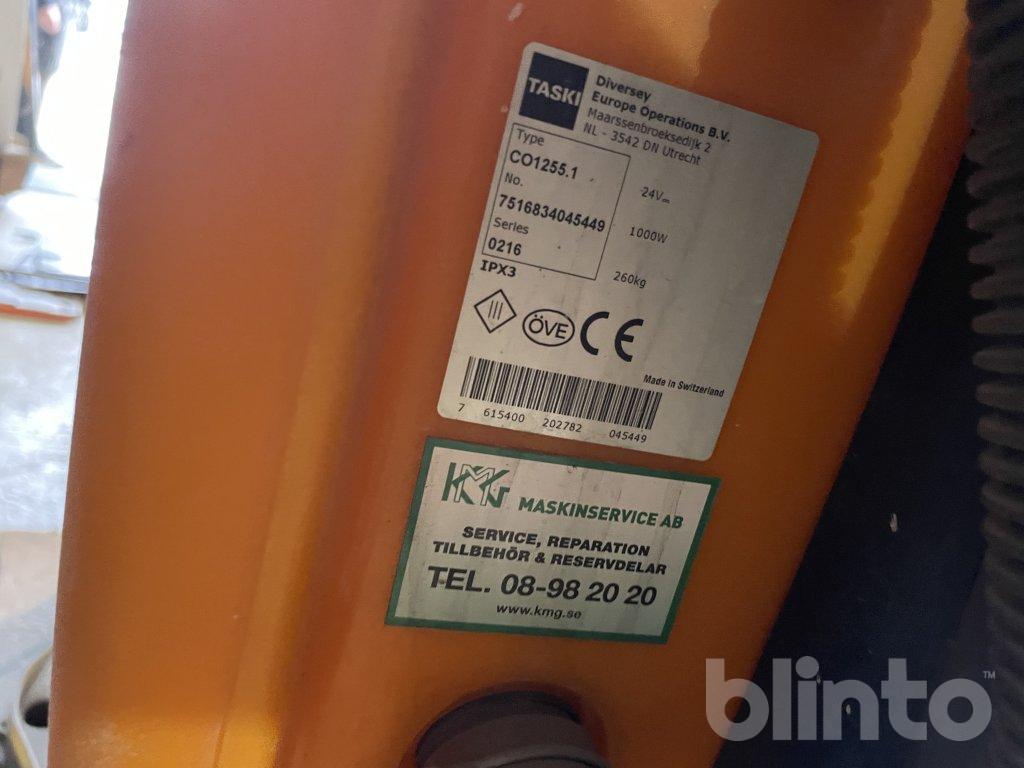 TASKI
Diversey
Europe Operations B.V.
Maarssenbroeksedijk 2
NL - 3542 DN Utrecht
Type
CO1255.1
No.
7516834045449
Series
0216
IPX3
24V
1000W
260kg
ÖVE CE
Made in Switzerland
7 615400 202782 045449
KMG MASKINSERVICE AB
SERVICE, REPARATION
TILLBEHÖR & RESERVDELAR
TEL. 08-98 20 20
www.kmg.se
blinto™